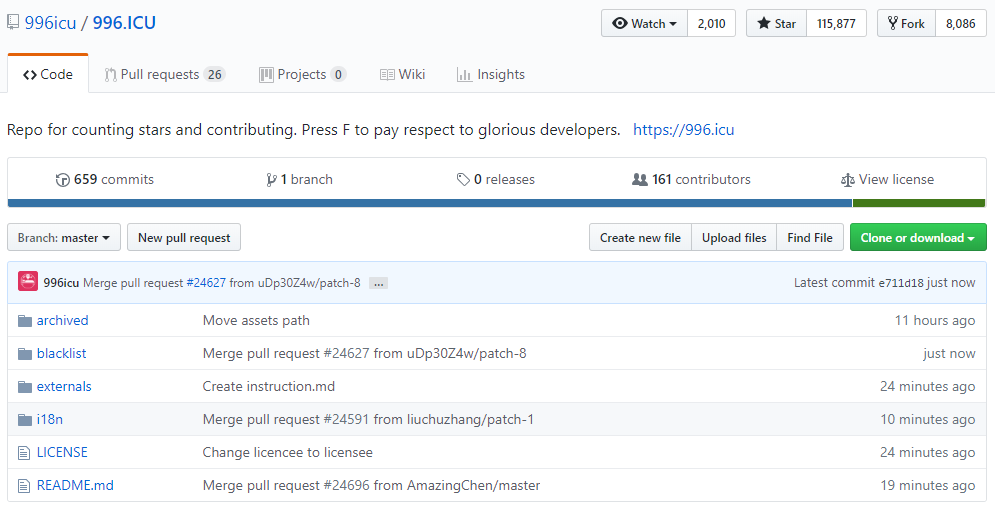 996icu / 996.ICU Watch 2,010 Star 115,877 Fork 8,086
Code Pull requests 26 Projects 0 Wiki Insights
Repo for counting stars and contributing. Press F to pay respect to glorious developers. https://996.icu
659 commits 1 branch 0 releases 161 contributors View license
Branch: master New pull request Create new file Upload files Find File Clone or download
996icu Merge pull request #24627 from uDp30Z4w/patch-8 ... Latest commit e711d18 just now
archived Move assets path 11 hours ago
blacklist Merge pull request #24627 from uDp30Z4w/patch-8 just now
externals Create instruction.md 24 minutes ago
i18n Merge pull request #24591 from liuchuzhang/patch-1 10 minutes ago
LICENSE Change licencee to licensee 24 minutes ago
README.md Merge pull request #24696 from AmazingChen/master 19 minutes ago